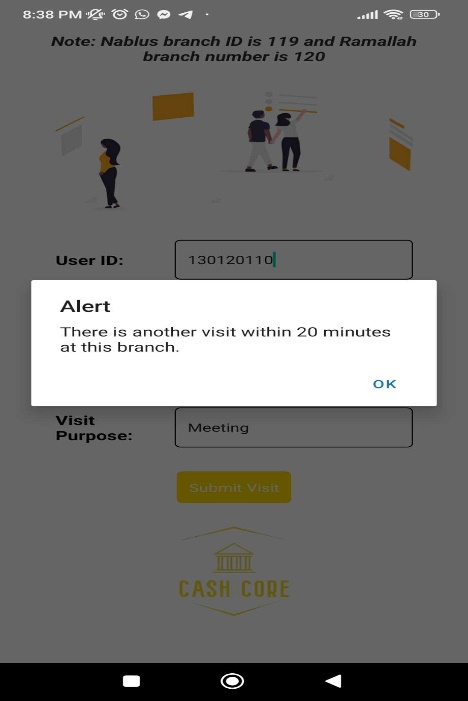 8:38 PM
30
Note: Nablus branch ID is 119 and Ramallah
branch number is 120
User ID:
130120110
Alert
There is another visit within 20 minutes
at this branch.
OK
Visit
Purpose:
Meeting
Submit Visit
CASH CORE